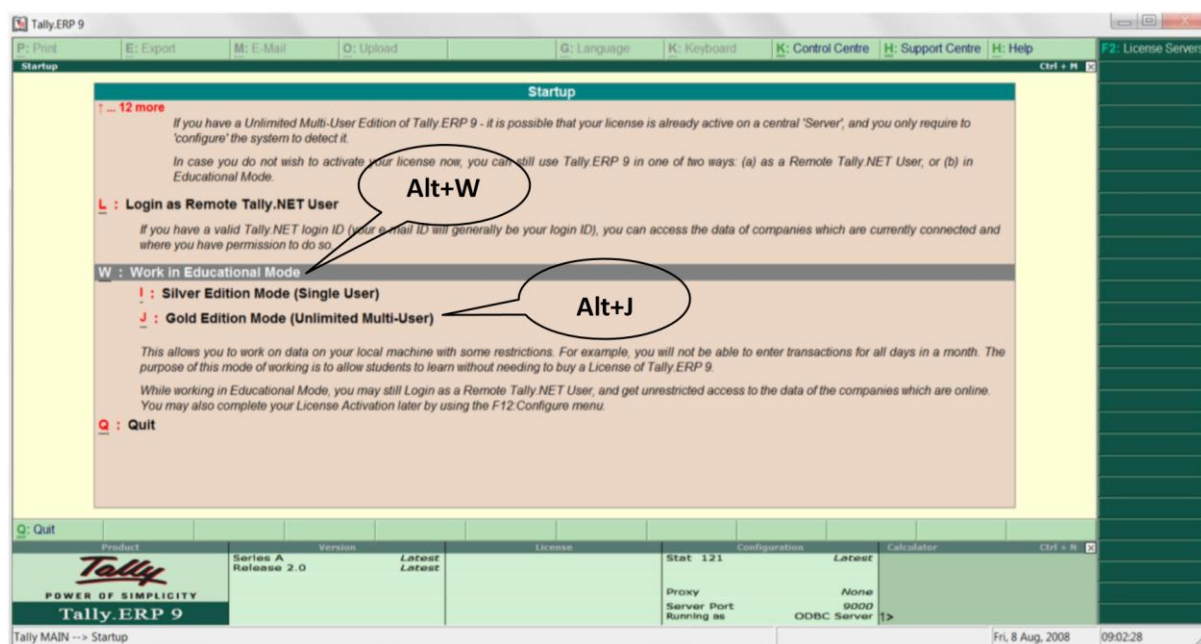 Tally.ERP 9
P: Print E: Export M: E-Mail O: Upload G: Language K: Keyboard K: Control Centre H: Support Centre H: Help F2: License Servers
Startup Ctrl + M
Startup
↑ ... 12 more
If you have a Unlimited Multi-User Edition of Tally.ERP 9 - it is possible that your license is already active on a central 'Server', and you only require to
'configure' the system to detect it.
In case you do not wish to activate your license now, you can still use Tally.ERP 9 in one of two ways: (a) as a Remote Tally.NET User, or (b) in
Educational Mode.
Alt+W
L : Login as Remote Tally.NET User
If you have a valid Tally.NET login ID (your e-mail ID will generally be your login ID), you can access the data of companies which are currently connected and
where you have permission to do so.
W : Work in Educational Mode
I : Silver Edition Mode (Single User)
Alt+J
J : Gold Edition Mode (Unlimited Multi-User)
This allows you to work on data on your local machine with some restrictions. For example, you will not be able to enter transactions for all days in a month. The
purpose of this mode of working is to allow students to learn without needing to buy a License of Tally.ERP 9.
While working in Educational Mode, you may still Login as a Remote Tally.NET User, and get unrestricted access to the data of the companies which are online.
You may also complete your License Activation later by using the F12:Configure menu.
Q : Quit
Q: Quit
Product Version License Configuration Calculator Ctrl + N
Tally
POWER OF SIMPLICITY
Tally.ERP 9
Series A Latest
Release 2.0 Latest
Stat 121 Latest
Proxy None
Server Port 9000
Running as ODBC Server
1>
Tally MAIN --> Startup Fri, 8 Aug, 2008 09:02:28